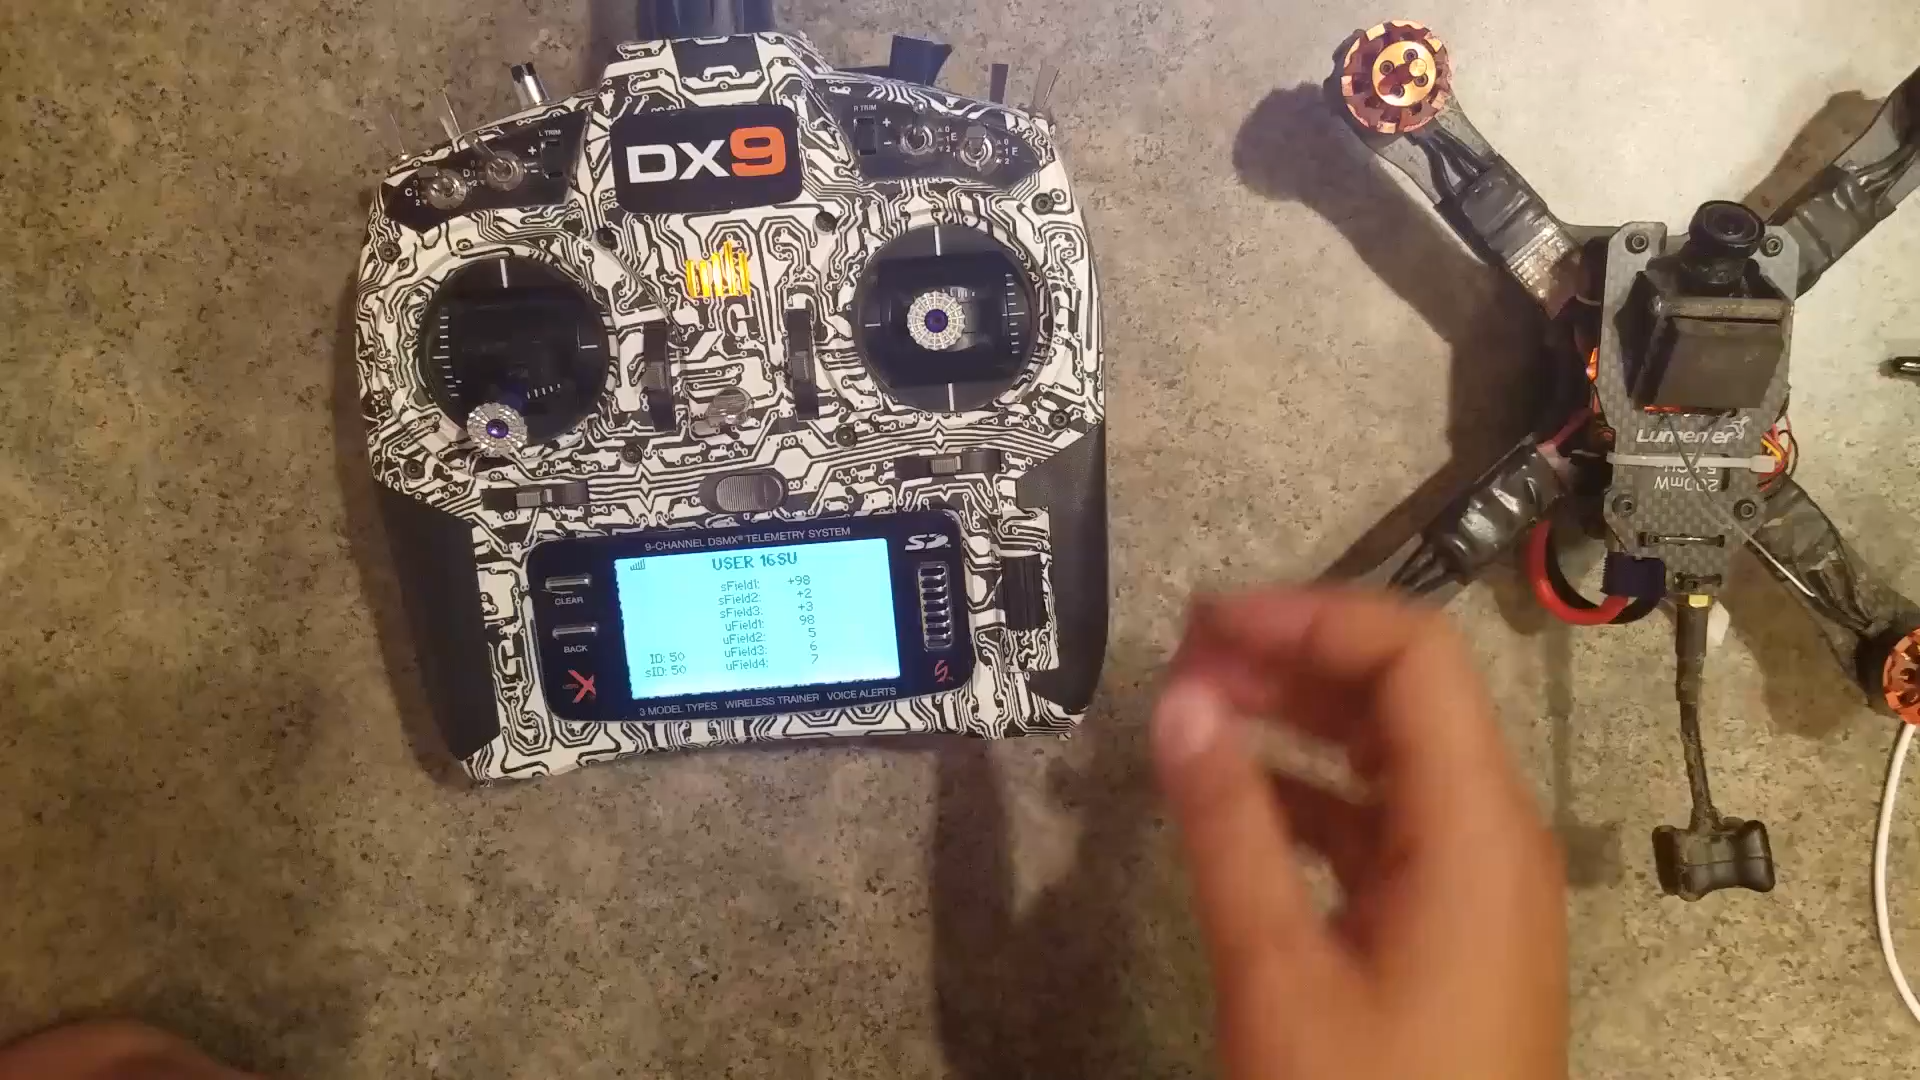 DX9
L TRIM
R TRIM
9-CHANNEL DSMX® TELEMETRY SYSTEM
USER 16SU
sField1: +98
sField2: +2
sField3: +3
uField1: 98
uField2: 5
ID: 50 uField3: 6
sID: 50 uField4: 7
CLEAR
BACK
3 MODEL TYPES WIRELESS TRAINER VOICE ALERTS
Lumenier
200mW